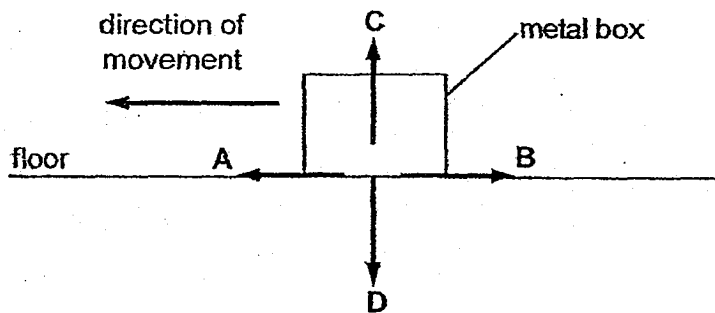 direction of
movement
C
metal box
floor
A
B
D